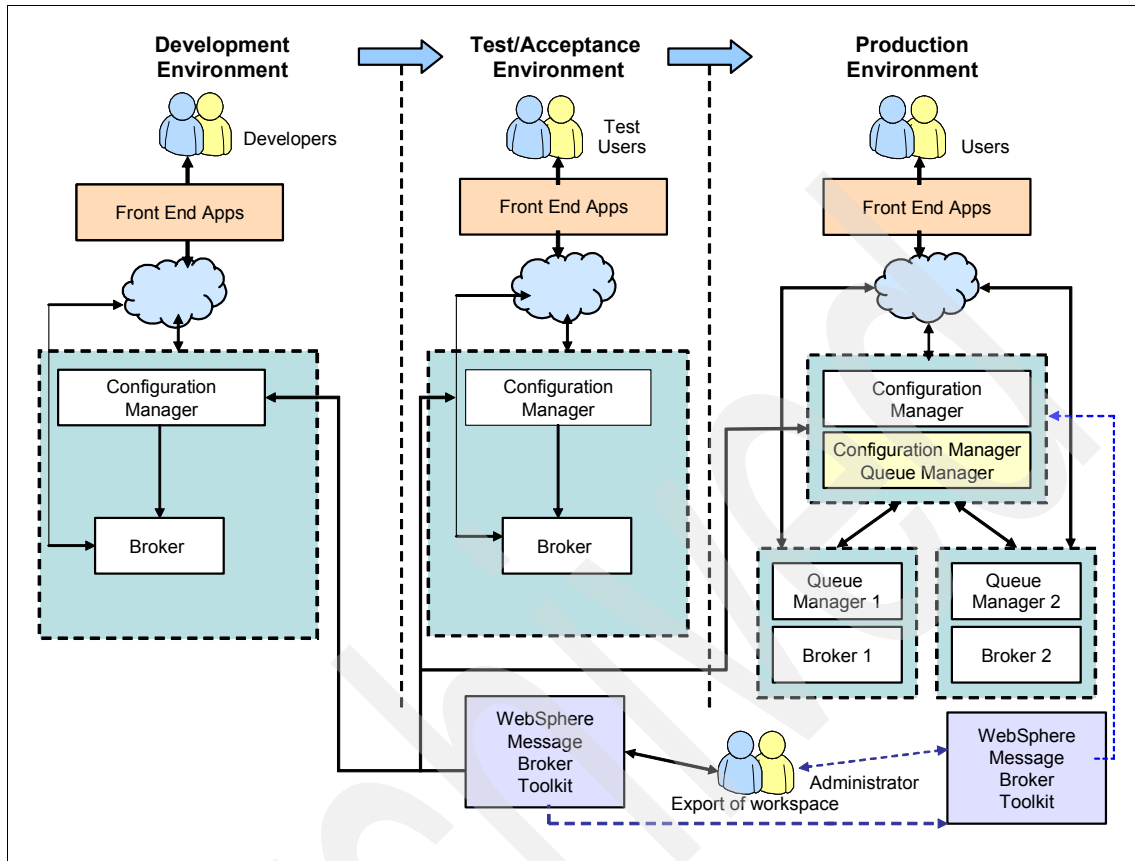 Development
Environment
Test/Acceptance
Environment
Production
Environment
Developers
Test
Users
Users
Front End Apps
Front End Apps
Front End Apps
Configuration
Manager
Broker
Configuration
Manager
Broker
Configuration
Manager
Configuration Manager
Queue Manager
Queue
Manager 1
Broker 1
Queue
Manager 2
Broker 2
WebSphere
Message
Broker
Toolkit
Administrator
Export of workspace
WebSphere
Message
Broker
Toolkit